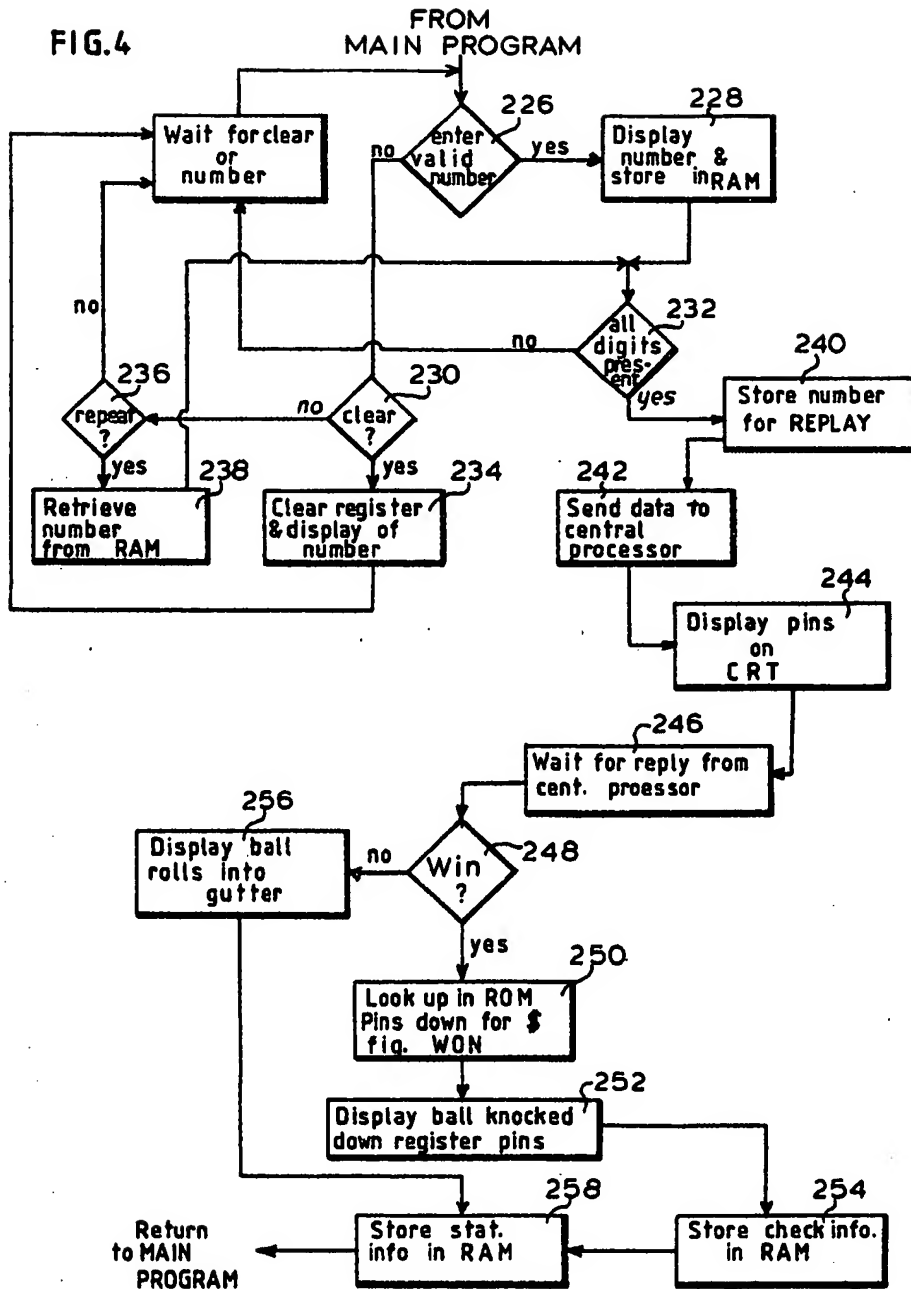 FIG.4
FROM
MAIN PROGRAM
Wait for clear
or
number
226
enter
valid
number
no
yes
228
Display
number &
store in RAM
no
232
all
digits
pres-
ent
no
yes
240
Store number
for REPLAY
236
repeat
?
no
230
clear
?
yes
yes
238
Retrieve
number
from RAM
234
Clear register
& display of
number
242
Send data to
central
processor
244
Display pins
on
CRT
246
Wait for reply from
cent. proessor
256
Display ball
rolls into
gutter
no
Win
?
248
yes
250
Look up in ROM
Pins down for $
fig. WON
252
Display ball knocked
down register pins
258
254
Return
to MAIN
PROGRAM
Store stat.
info in RAM
Store check info.
in RAM